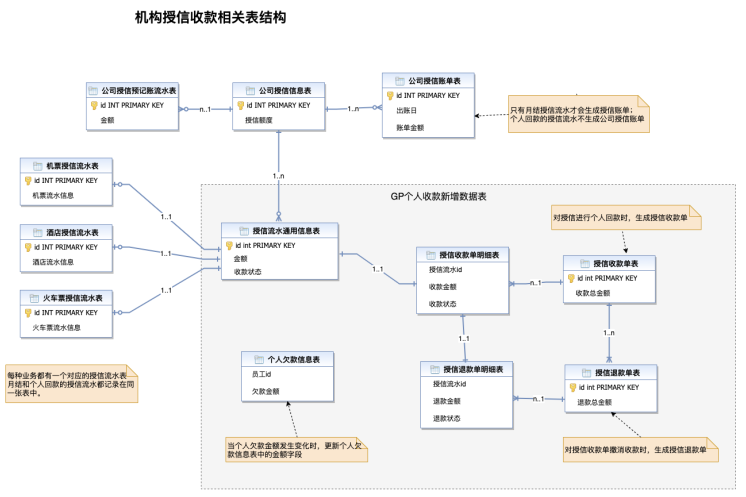 机构授信收款相关表结构
公司授信预记账流水表
id INT PRIMARY KEY
金额
n..1
公司授信信息表
id INT PRIMARY KEY
授信额度
1..n
公司授信账单表
id INT PRIMARY KEY
出账日
账单金额
只有月结授信流水才会生成授信账单；
个人回款的授信流水不生成公司授信账单
1..n
机票授信流水表
id INT PRIMARY KEY
机票流水信息
1..1
酒店授信流水表
id INT PRIMARY KEY
酒店流水信息
1..1
火车票授信流水表
id INT PRIMARY KEY
火车票流水信息
1..1
每种业务都有一个对应的授信流水表
月结和个人回款的授信流水都记录在同
一张表中。
GP个人收款新增数据表
授信流水通用信息表
id int PRIMARY KEY
金额
收款状态
1..1
授信收款单明细表
授信流水id
收款金额
收款状态
n..1
对授信进行个人回款时，生成授信收款单
授信收款单表
id int PRIMARY KEY
收款总金额
1..1
1..n
个人欠款信息表
员工id
欠款金额
当个人欠款金额发生变化时，更新个人欠
款信息表中的金额字段
授信退款单明细表
授信流水id
退款金额
退款状态
n..1
授信退款单表
id int PRIMARY KEY
退款总金额
对授信收款单撤消收款时，生成授信退款单